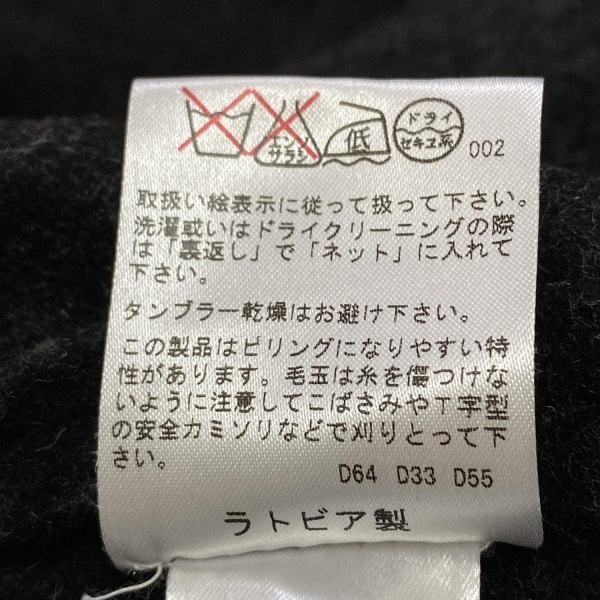 エンソ
サラシ
低
ドライ
セキユ系
002
取扱い絵表示に従って扱って下さい。
洗濯或いはドライクリーニングの際
は「裏返し」で「ネット」に入れて
下さい。
タンブラー乾燥はお避け下さい。
この製品はピリングになりやすい特
性があります。毛玉は糸を傷つけな
いように注意してこばさみやT字型
の安全カミソリなどで刈りとって下
さい。
D64 D33 D55
ラトビア製